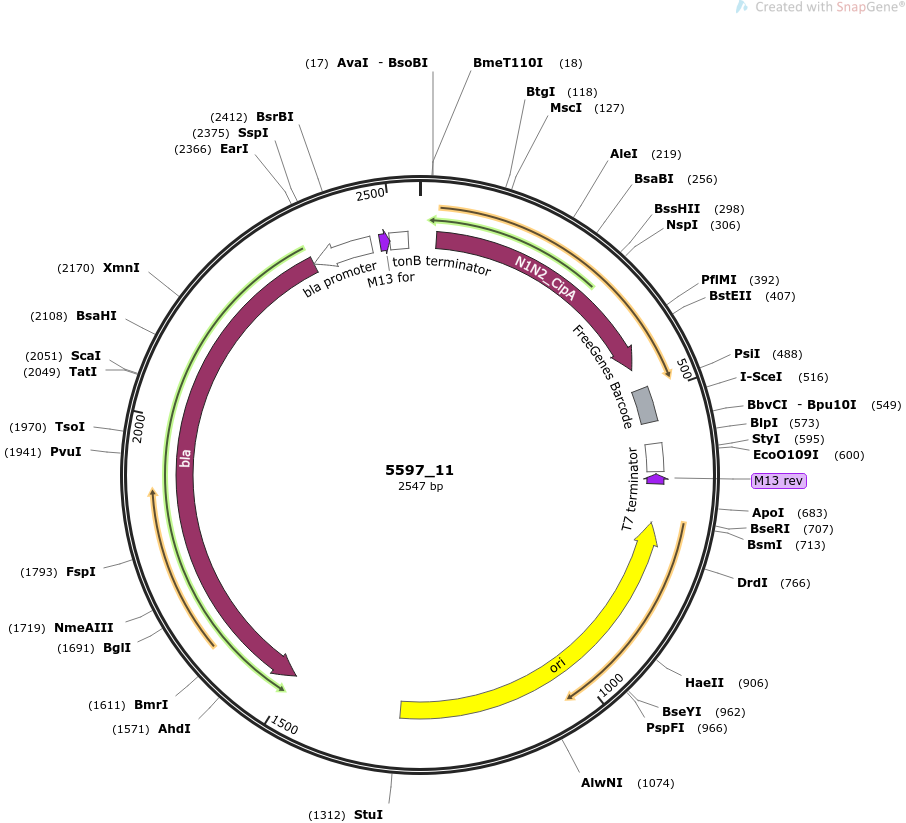 Created with SnapGene®
(17) AvaI - BsoBI
BmeT110I (18)
BtgI (118)
MscI (127)
AleI (219)
BsaBI (256)
BssHII (298)
NspI (306)
PflMI (392)
BstEII (407)
PsiI (488)
I-SceI (516)
BbvCI - Bpu10I (549)
BlpI (573)
StyI (595)
EcoO109I (600)
M13 rev
ApoI (683)
BseRI (707)
BsmI (713)
DrdI (766)
HaeII (906)
BseYI (962)
PspFI (966)
AlwNI (1074)
(1312) StuI
(1571) AhdI
(1611) BmrI
(1691) BglI
(1719) NmeAIII
(1793) FspI
(1941) PvuI
(1970) TsoI
(2049) TatI
(2051) ScaI
(2108) BsaHI
(2170) XmnI
(2366) EarI
(2375) SspI
(2412) BsrBI
500
1000
1500
2000
2500
tonB terminator
N1N2_CipA
FreeGenes Barcode
T7 terminator
ori
bla
bla promoter
M13 for
5597_11
2547 bp